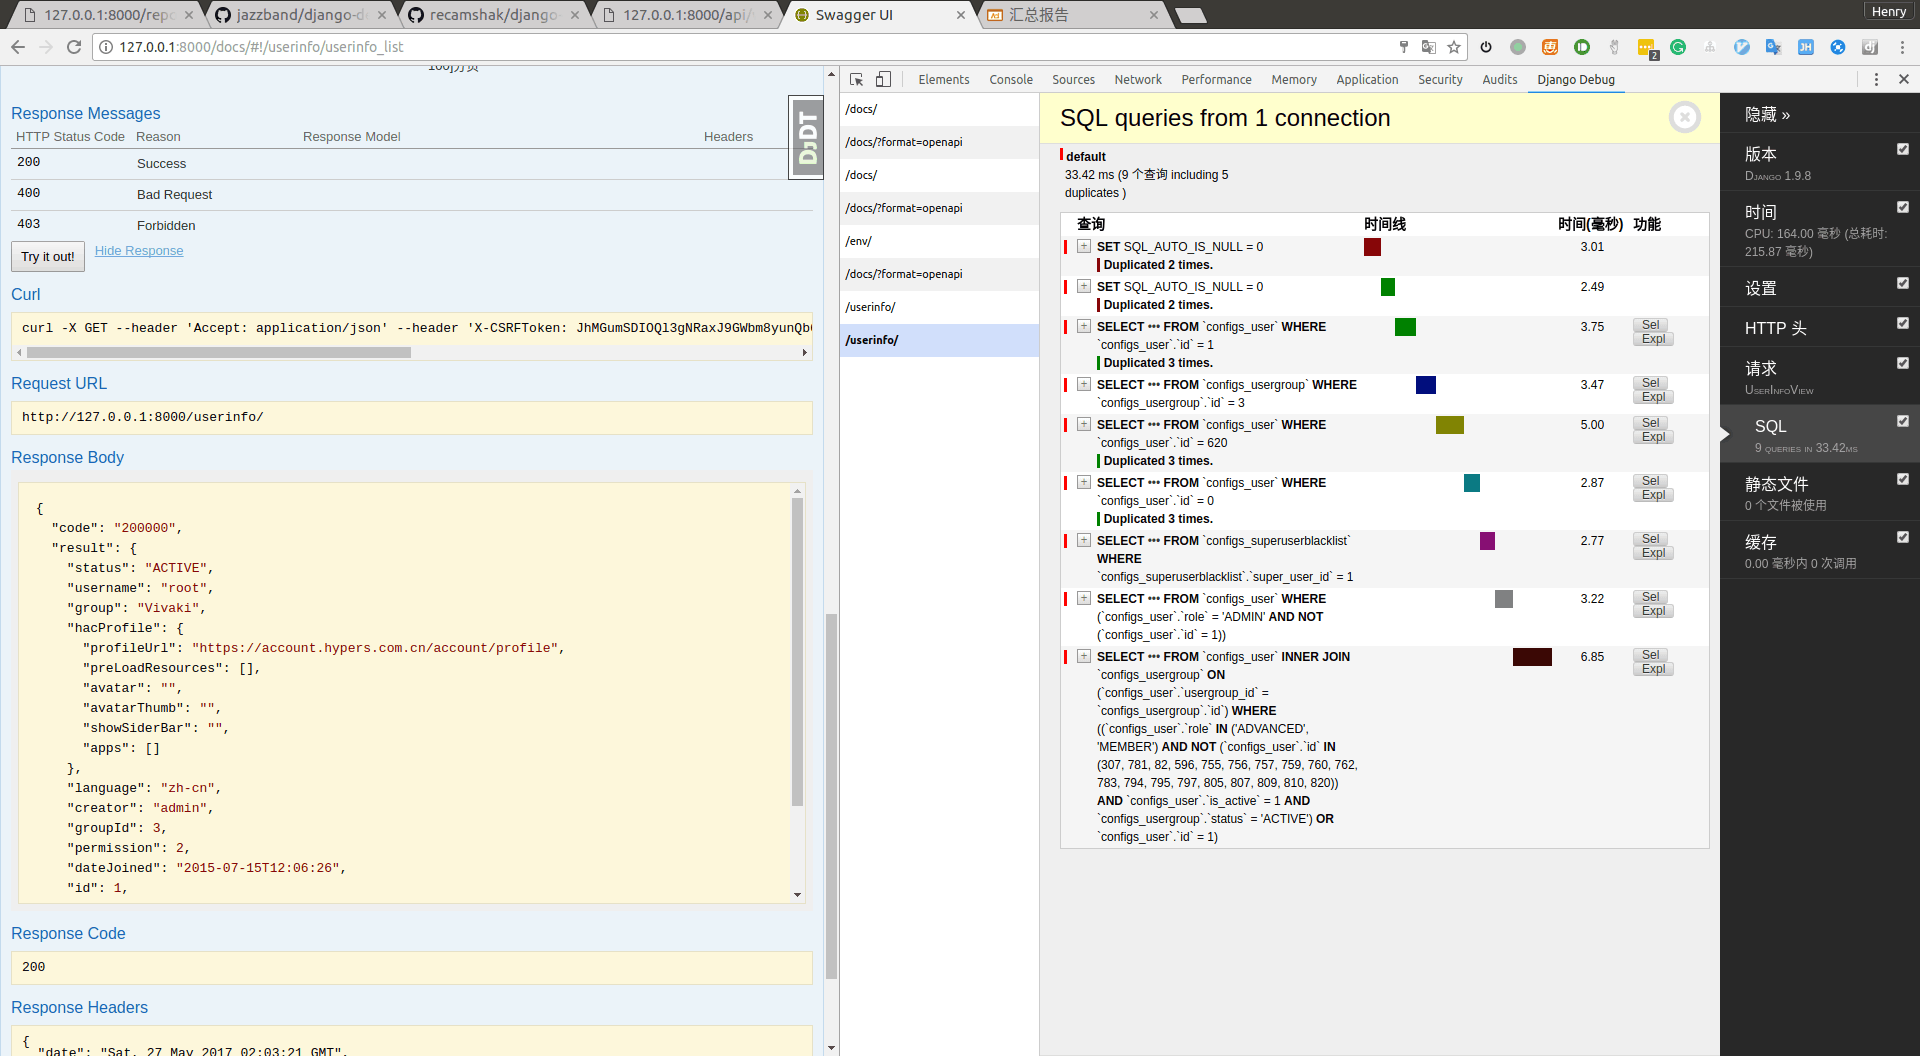 127.0.0.1:8000/repo
jazzband/django-d
recamshak/django-
127.0.0.1:8000/api/
Swagger UI
汇总报告
Henry
127.0.0.1:8000/docs/#!/userinfo/userinfo_list
Response Messages
HTTP Status Code Reason Response Model Headers
200 Success
400 Bad Request
403 Forbidden
Try it out! Hide Response
Curl
curl -X GET --header 'Accept: application/json' --header 'X-CSRFToken: JhMGumSDIOQl3gNRaxJ9GWbm8yunQb
Request URL
http://127.0.0.1:8000/userinfo/
Response Body
{
"code": "200000",
"result": {
"status": "ACTIVE",
"username": "root",
"group": "Vivaki",
"hacProfile": {
"profileUrl": "https://account.hypers.com.cn/account/profile",
"preLoadResources": [],
"avatar": "",
"avatarThumb": "",
"showSiderBar": "",
"apps": []
},
"language": "zh-cn",
"creator": "admin",
"groupId": 3,
"permission": 2,
"dateJoined": "2015-07-15T12:06:26",
"id": 1,
Response Code
200
Response Headers
{
"date": "Sat, 27 May 2017 02:03:21 GMT",
DjDT
Elements Console Sources Network Performance Memory Application Security Audits Django Debug
/docs/
/docs/?format=openapi
/docs/
/docs/?format=openapi
/env/
/docs/?format=openapi
/userinfo/
/userinfo/
SQL queries from 1 connection
default
33.42 ms (9 个查询 including 5
duplicates )
查询 时间线 时间(毫秒) 功能
SET SQL_AUTO_IS_NULL = 0 3.01
Duplicated 2 times.
SET SQL_AUTO_IS_NULL = 0 2.49
Duplicated 2 times.
SELECT ••• FROM `configs_user` WHERE 3.75 Sel
`configs_user`.`id` = 1 Expl
Duplicated 3 times.
SELECT ••• FROM `configs_usergroup` WHERE 3.47 Sel
`configs_usergroup`.`id` = 3 Expl
SELECT ••• FROM `configs_user` WHERE 5.00 Sel
`configs_user`.`id` = 620 Expl
Duplicated 3 times.
SELECT ••• FROM `configs_user` WHERE 2.87 Sel
`configs_user`.`id` = 0 Expl
Duplicated 3 times.
SELECT ••• FROM `configs_superuserblacklist` 2.77 Sel
WHERE Expl
`configs_superuserblacklist`.`super_user_id` = 1
SELECT ••• FROM `configs_user` WHERE 3.22 Sel
(`configs_user`.`role` = 'ADMIN' AND NOT Expl
(`configs_user`.`id` = 1))
SELECT ••• FROM `configs_user` INNER JOIN 6.85 Sel
`configs_usergroup` ON Expl
(`configs_user`.`usergroup_id` =
`configs_usergroup`.`id`) WHERE
((`configs_user`.`role` IN ('ADVANCED',
'MEMBER') AND NOT (`configs_user`.`id` IN
(307, 781, 82, 596, 755, 756, 757, 759, 760, 762,
783, 794, 795, 797, 805, 807, 809, 810, 820))
AND `configs_user`.`is_active` = 1 AND
`configs_usergroup`.`status` = 'ACTIVE') OR
`configs_user`.`id` = 1)
隐藏 »
版本
Django 1.9.8
时间
CPU: 164.00 毫秒 (总耗时:
215.87 毫秒)
设置
HTTP 头
请求
UserInfoView
SQL
9 queries in 33.42ms
静态文件
0 个文件被使用
缓存
0.00 毫秒内 0 次调用